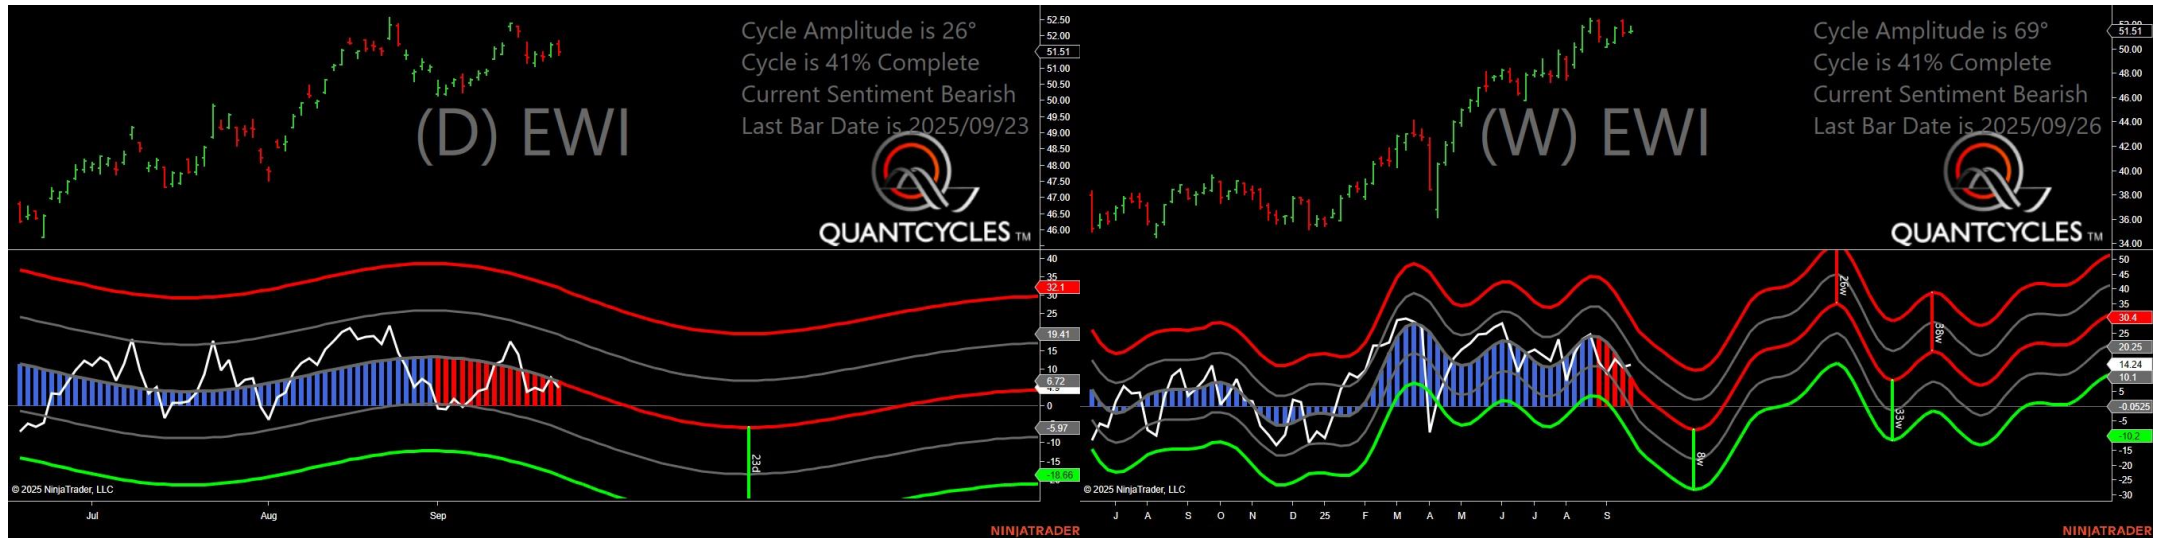 Cycle Amplitude is 26°
Cycle is 41% Complete
Current Sentiment Bearish
Last Bar Date is 2025/09/23
(D) EWI
QUANTCYCLES TM
52.50
52.00
51.51
51.00
50.50
50.00
49.50
49.00
48.50
48.00
47.50
47.00
46.50
46.00
40
35
32.1
30
25
19.41
15
10
6.72
0
-5.97
-10
-15
-18.66
23d
© 2025 NinjaTrader, LLC
Jul Aug Sep
NINJATRADER
Cycle Amplitude is 69°
Cycle is 41% Complete
Current Sentiment Bearish
Last Bar Date is 2025/09/26
(W) EWI
QUANTCYCLES TM
51.51
50.00
48.00
46.00
44.00
42.00
40.00
38.00
36.00
34.00
50
45
40
35
30.4
25
20.25
14.24
10.1
5
-0.0525
-5
-10.2
-15
-20
-25
-30
26w
38w
33w
8w
© 2025 NinjaTrader, LLC
J A S O N D 25 F M A M J J A S
NINJATRADER